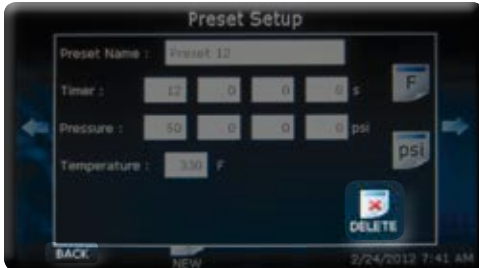 Preset Setup
Preset Name : Preset 12
Timer : 12 0 0 0 s F
Pressure : 60 0 0 0 psi
psi
Temperature : 330 F
DELETE
BACK
NEW
2/24/2012 7:41 AM